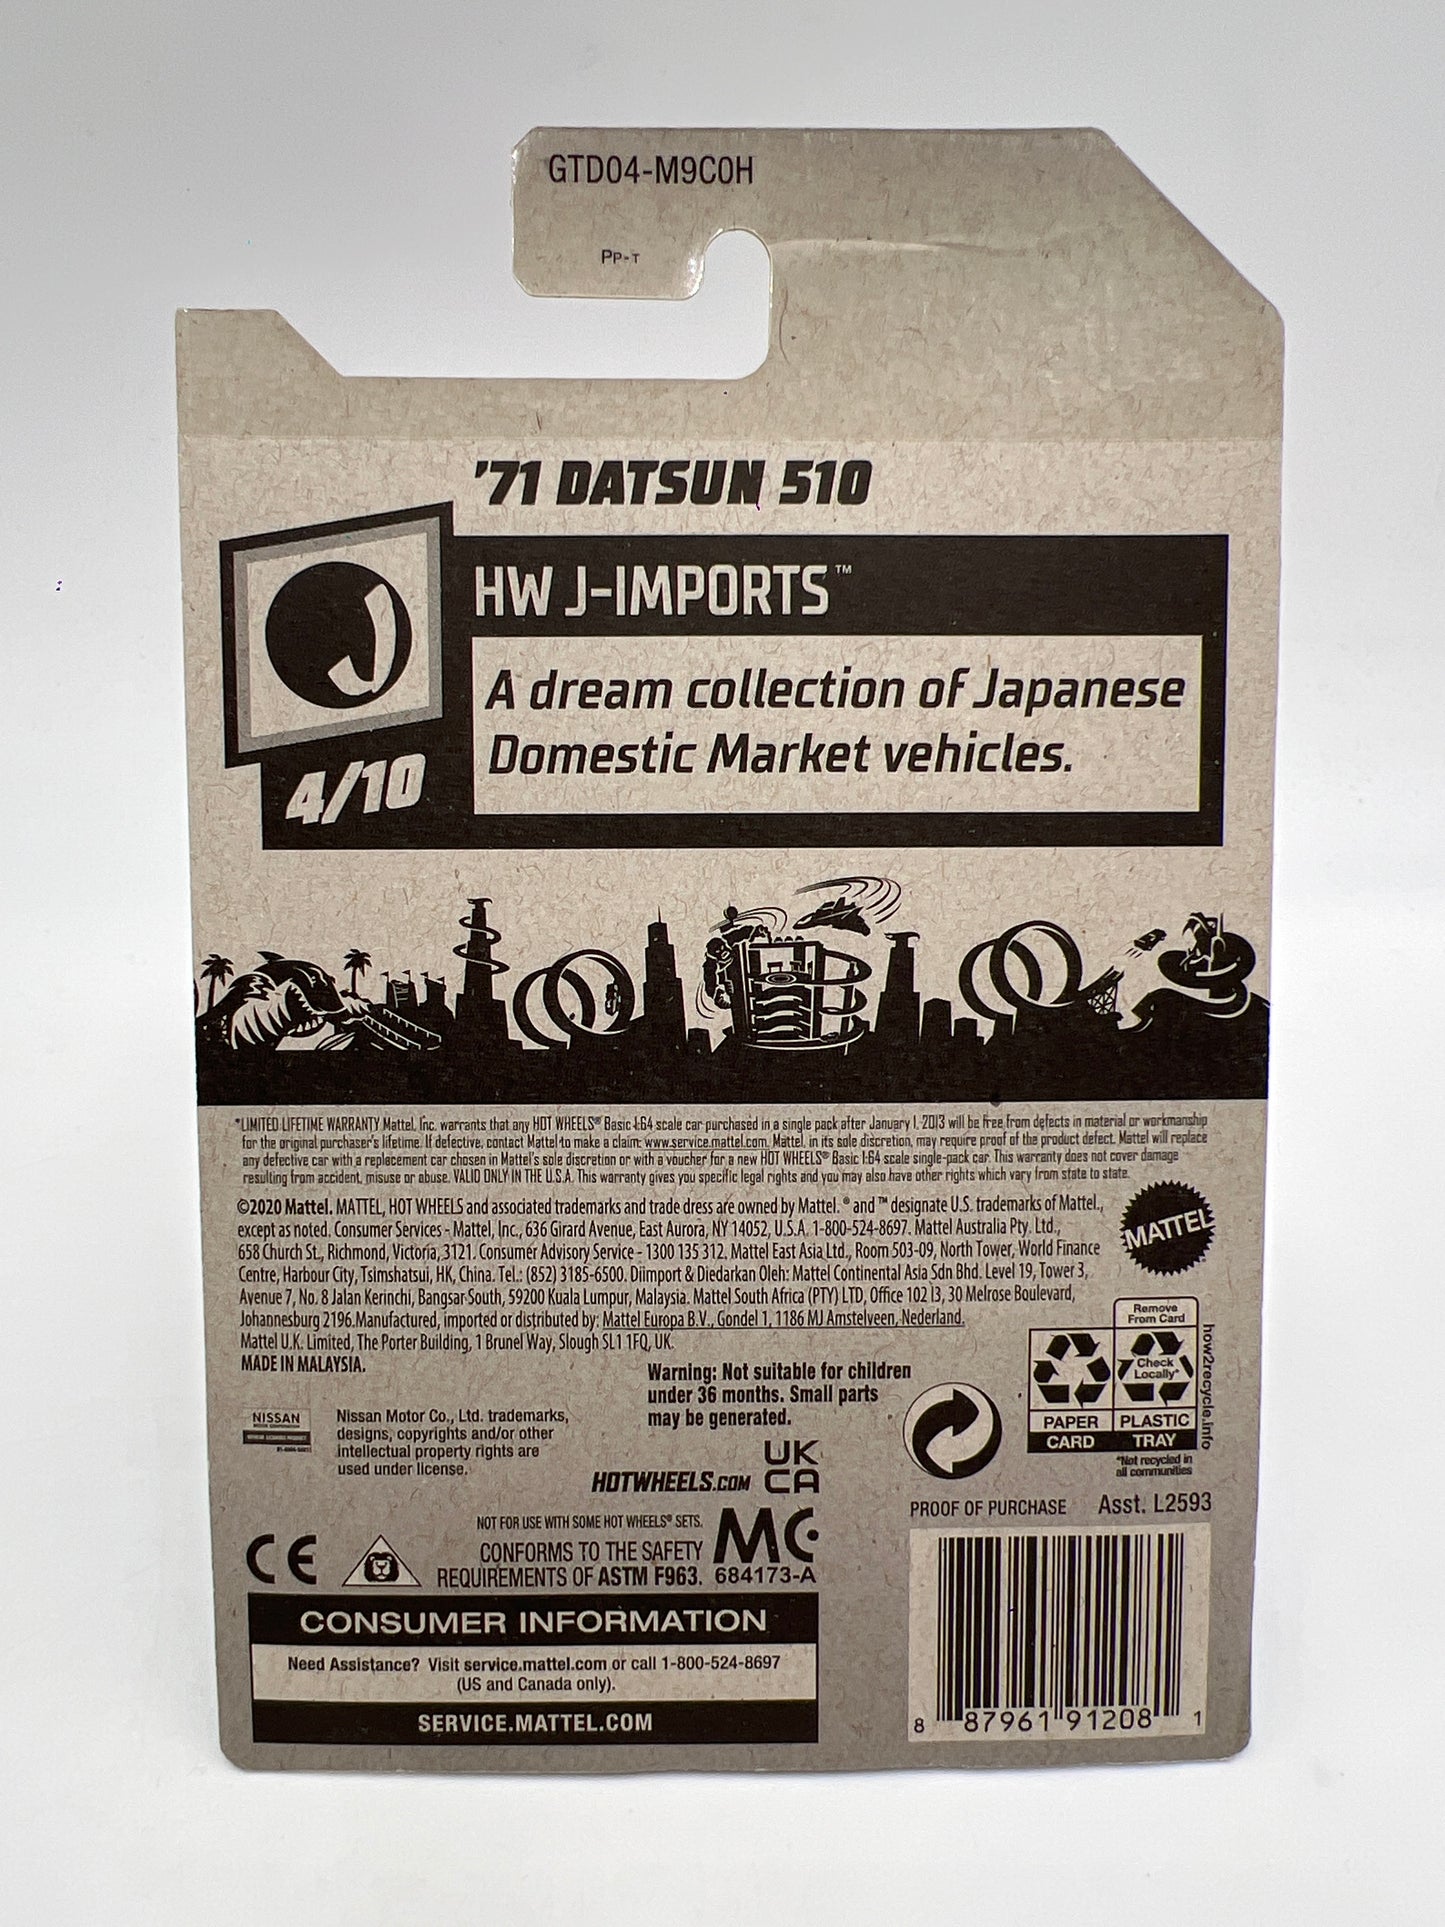 GTD04-M9C0H
PP-T
'71 DATSUN 510
HW J-IMPORTS™
A dream collection of Japanese
Domestic Market vehicles.
J
4/10
*LIMITED LIFETIME WARRANTY Mattel, Inc. warrants that any HOT WHEELS® Basic 1:64 scale car purchased in a single pack after January 1, 2013 will be free from defects in material or workmanship
for the original purchaser's lifetime. If defective, contact Mattel to make a claim: www.service.mattel.com. Mattel, in its sole discretion, may require proof of the product defect. Mattel will replace
any defective car with a replacement car chosen in Mattel's sole discretion or with a voucher for a new HOT WHEELS® Basic 1:64 scale single-pack car. This warranty does not cover damage
resulting from accident, misuse or abuse. VALID ONLY IN THE U.S.A. This warranty gives you specific legal rights and you may also have other rights which vary from state to state.
©2020 Mattel. MATTEL, HOT WHEELS and associated trademarks and trade dress are owned by Mattel. ® and ™ designate U.S. trademarks of Mattel,
except as noted. Consumer Services - Mattel, Inc., 636 Girard Avenue, East Aurora, NY 14052, U.S.A. 1-800-524-8697. Mattel Australia Pty. Ltd.,
658 Church St., Richmond, Victoria, 3121. Consumer Advisory Service - 1300 135 312. Mattel East Asia Ltd., Room 503-09, North Tower, World Finance
Centre, Harbour City, Tsimshatsui, HK, China. Tel.: (852) 3185-6500. Diimport & Diedarkan Oleh: Mattel Continental Asia Sdn Bhd. Level 19, Tower 3,
Avenue 7, No. 8 Jalan Kerinchi, Bangsar South, 59200 Kuala Lumpur, Malaysia. Mattel South Africa (PTY) LTD, Office 102 I3, 30 Melrose Boulevard,
Johannesburg 2196.Manufactured, imported or distributed by: Mattel Europa B.V., Gondel 1, 1186 MJ Amstelveen, Nederland.
Mattel U.K. Limited, The Porter Building, 1 Brunel Way, Slough SL1 1FQ, UK.
MADE IN MALAYSIA.
MATTEL
Warning: Not suitable for children
under 36 months. Small parts
may be generated.
NISSAN
Nissan Motor Co., Ltd. trademarks,
designs, copyrights and/or other
intellectual property rights are
used under license.
HOTWHEELS.COM
UK
CA
Remove
From Card
Check
Locally*
PAPER
CARD
PLASTIC
TRAY
*Not recycled in
all communities
how2recycle.info
PROOF OF PURCHASE
Asst. L2593
NOT FOR USE WITH SOME HOT WHEELS® SETS.
CE
CONFORMS TO THE SAFETY
REQUIREMENTS OF ASTM F963.
MC
684173-A
CONSUMER INFORMATION
Need Assistance? Visit service.mattel.com or call 1-800-524-8697
(US and Canada only).
SERVICE.MATTEL.COM
8 87961 91208 1